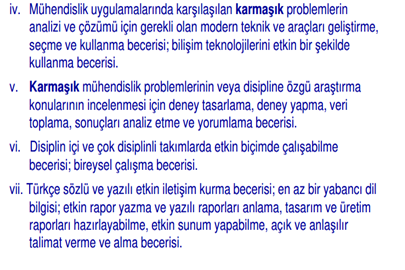 iv. Mühendislik uygulamalarında karşılaşılan karmaşık problemlerin
analizi ve çözümü için gerekli olan modern teknik ve araçları geliştirme,
seçme ve kullanma becerisi; bilişim teknolojilerini etkin bir şekilde
kullanma becerisi.
v. Karmaşık mühendislik problemlerinin veya disipline özgü araştırma
konularının incelenmesi için deney tasarlama, deney yapma, veri
toplama, sonuçları analiz etme ve yorumlama becerisi.
vi. Disiplin içi ve çok disiplinli takımlarda etkin biçimde çalışabilme
becerisi; bireysel çalışma becerisi.
vii. Türkçe sözlü ve yazılı etkin iletişim kurma becerisi; en az bir yabancı dil
bilgisi; etkin rapor yazma ve yazılı raporları anlama, tasarım ve üretim
raporları hazırlayabilme, etkin sunum yapabilme, açık ve anlaşılır
talimat verme ve alma becerisi.